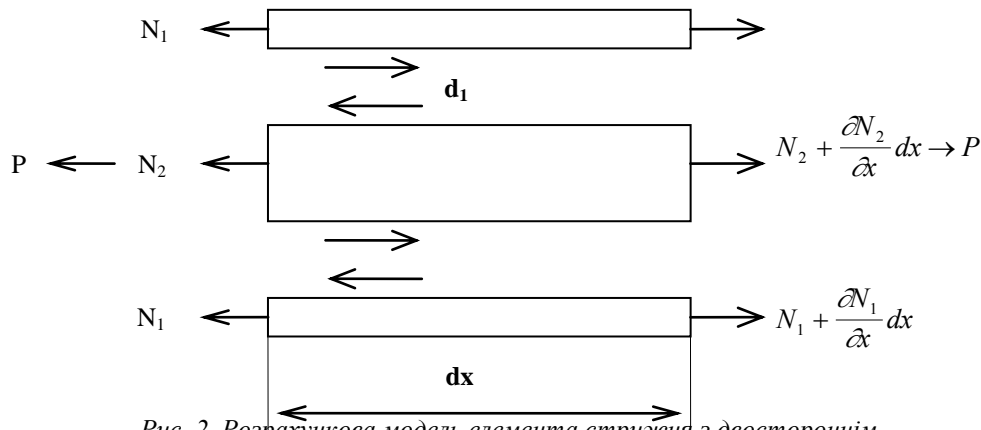 N₁
d₁
P N₂ N₂ + ∂N₂/∂x dx → P
N₁ N₁ + ∂N₁/∂x dx
dx
Рис. 2. Розрахункова модель елемента стрижня з двостороннім